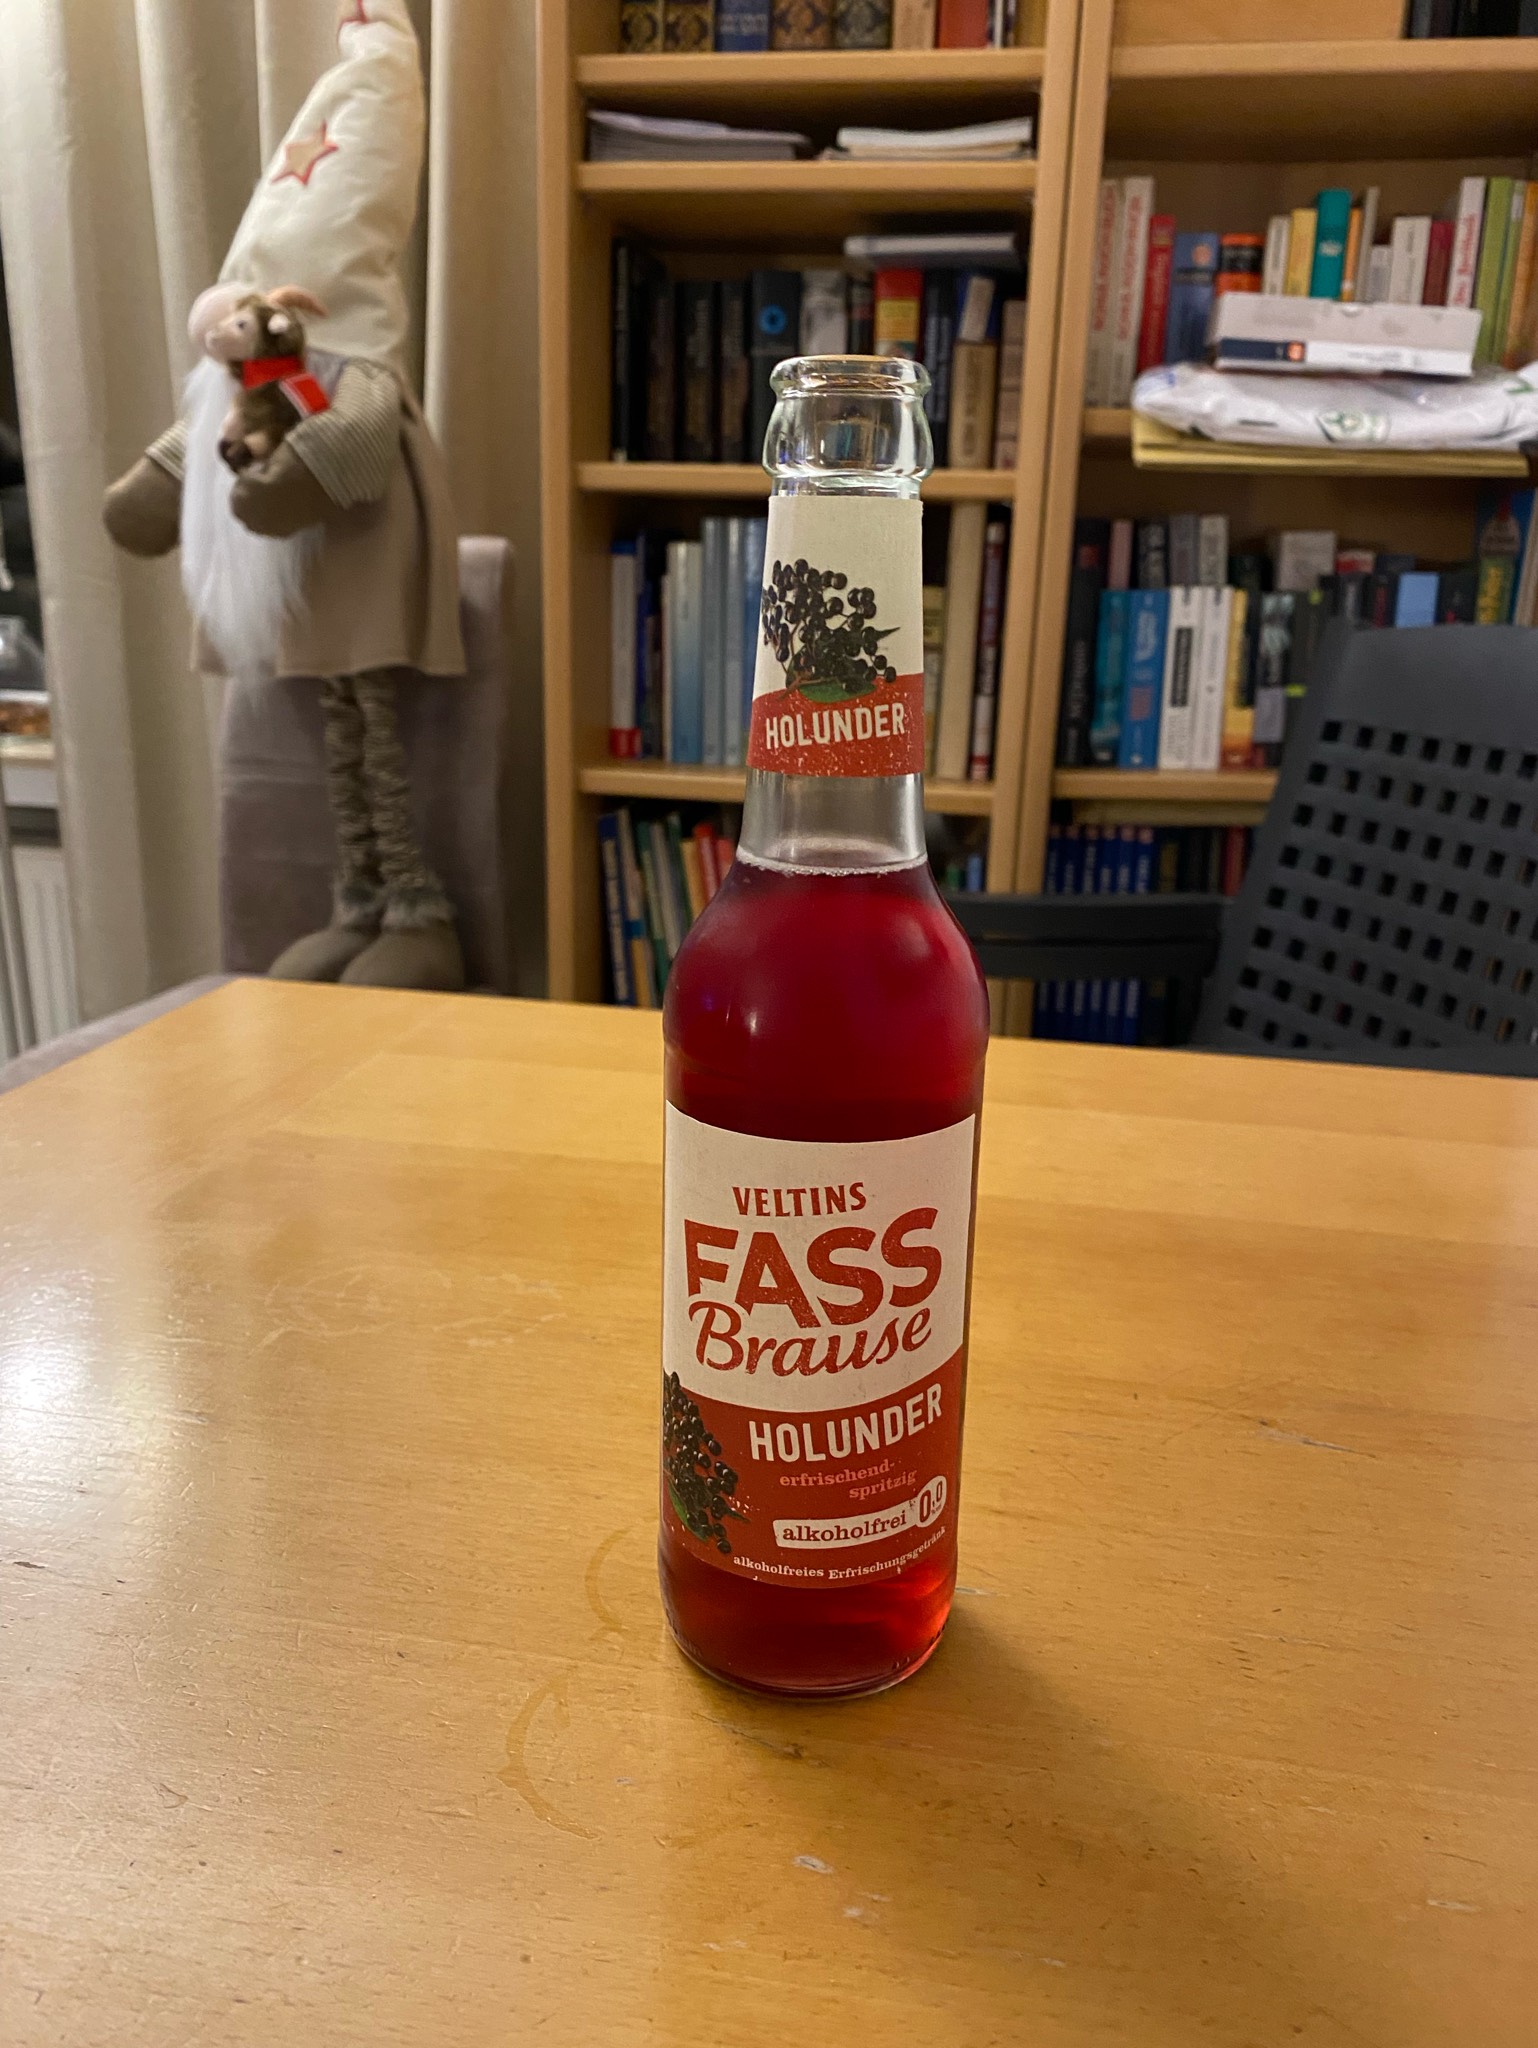 HOLUNDER
VELTINS
FASS
Brause
HOLUNDER
erfrischend-
spritzig
alkoholfrei 0,0
alkoholfreies Erfrischungsgetränk